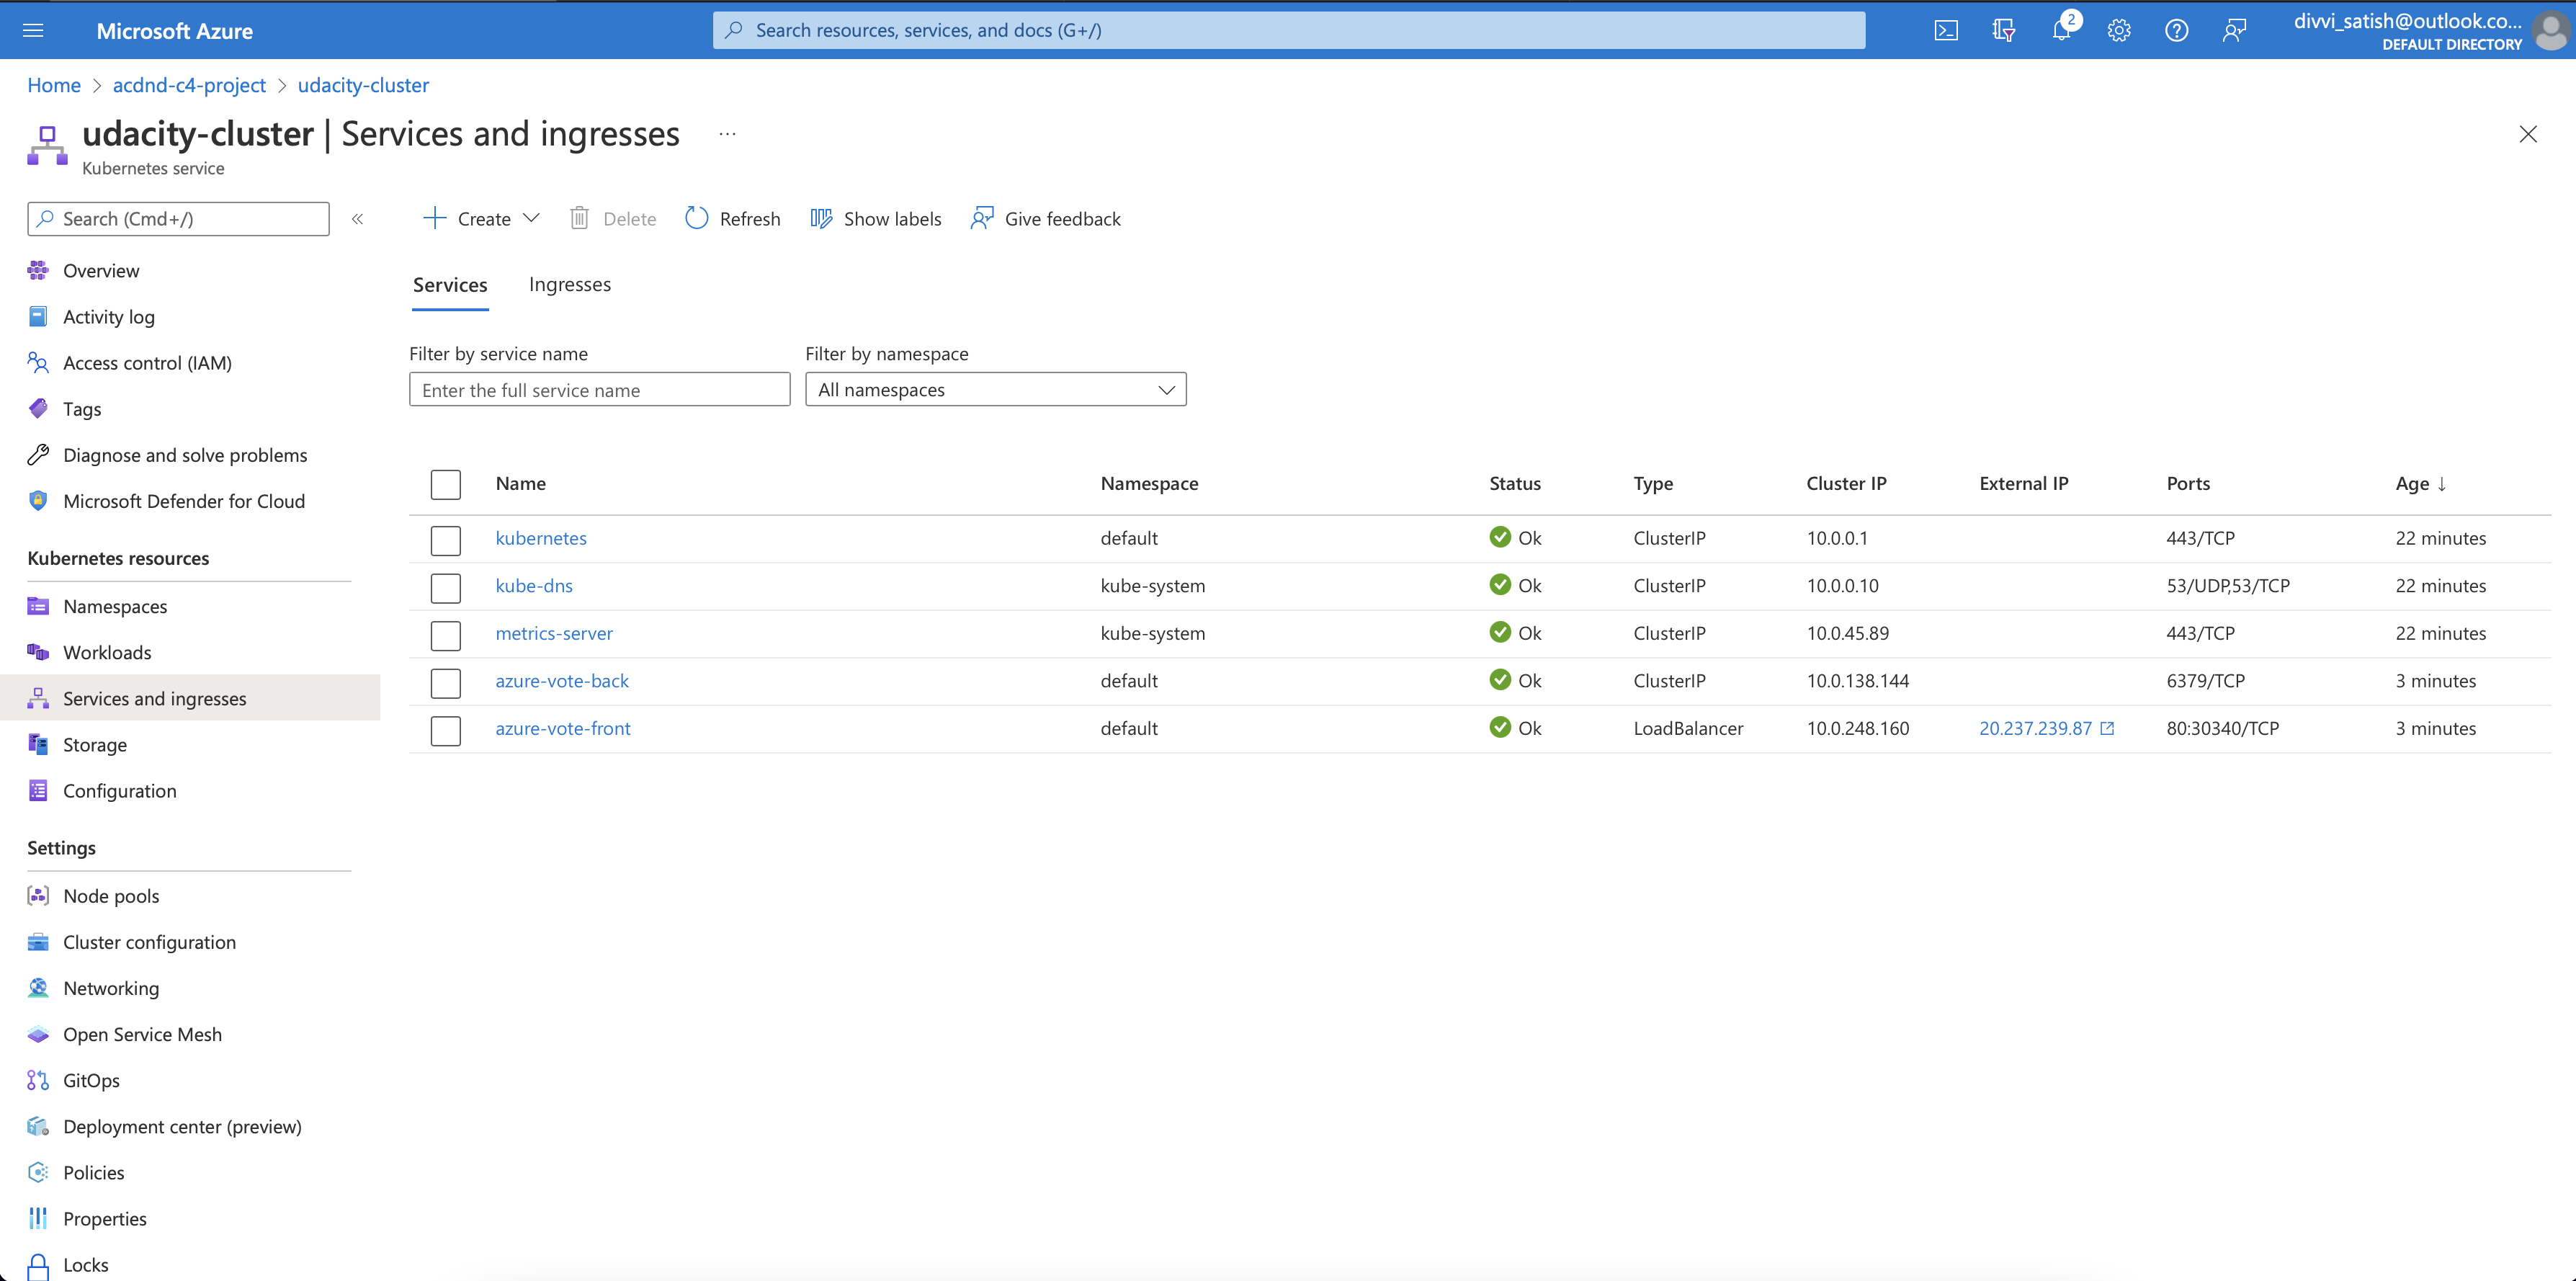 Microsoft Azure
Search resources, services, and docs (G+/)
2
divvi_satish@outlook.co...
DEFAULT DIRECTORY
Home > acdnd-c4-project > udacity-cluster
udacity-cluster | Services and ingresses ...
Kubernetes service
Search (Cmd+/)
«
Create
Delete
Refresh
Show labels
Give feedback
Overview
Activity log
Access control (IAM)
Tags
Diagnose and solve problems
Microsoft Defender for Cloud
Kubernetes resources
Namespaces
Workloads
Services and ingresses
Storage
Configuration
Settings
Node pools
Cluster configuration
Networking
Open Service Mesh
GitOps
Deployment center (preview)
Policies
Properties
Locks
Services Ingresses
Filter by service name
Enter the full service name
Filter by namespace
All namespaces
Name Namespace Status Type Cluster IP External IP Ports Age ↓
kubernetes default Ok ClusterIP 10.0.0.1 443/TCP 22 minutes
kube-dns kube-system Ok ClusterIP 10.0.0.10 53/UDP,53/TCP 22 minutes
metrics-server kube-system Ok ClusterIP 10.0.45.89 443/TCP 22 minutes
azure-vote-back default Ok ClusterIP 10.0.138.144 6379/TCP 3 minutes
azure-vote-front default Ok LoadBalancer 10.0.248.160 20.237.239.87 80:30340/TCP 3 minutes